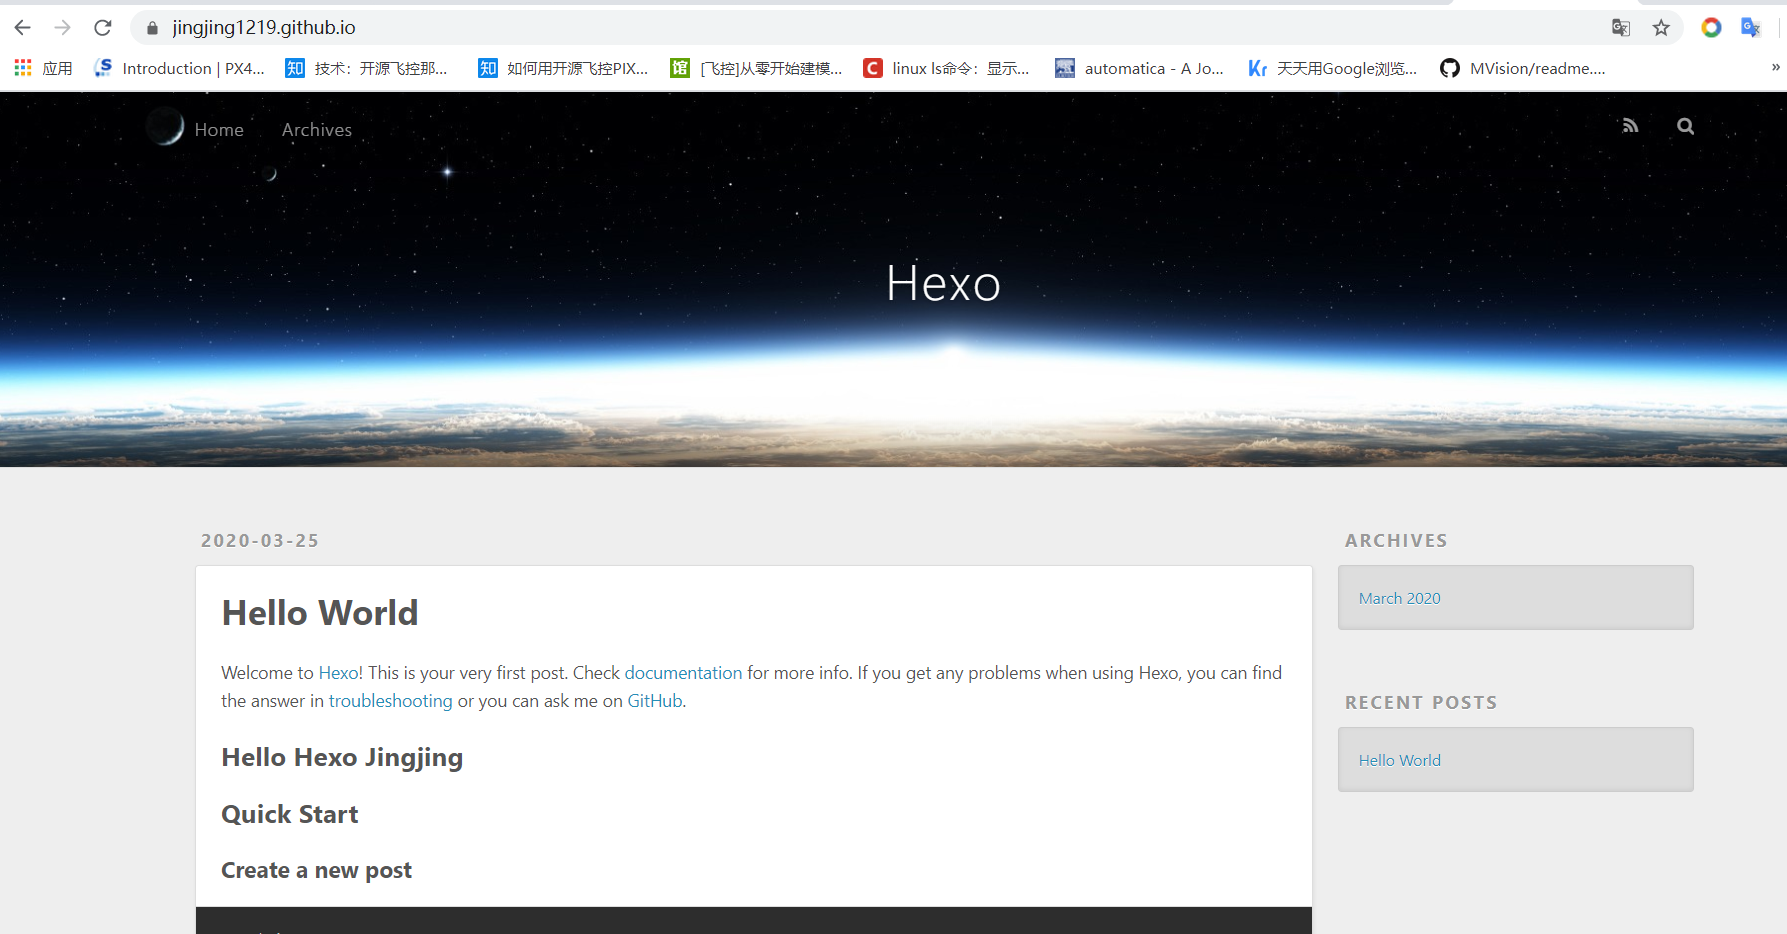 jingjing1219.github.io
应用
Introduction | PX4...
知
技术：开源飞控那...
知
如何用开源飞控PIX...
馆
[飞控]从零开始建模...
C
linux ls命令：显示...
automatica - A Jo...
Kr
天天用Google浏览...
MVision/readme....
»
Home
Archives
Hexo
2020-03-25
Hello World
Welcome to Hexo! This is your very first post. Check documentation for more info. If you get any problems when using Hexo, you can find
the answer in troubleshooting or you can ask me on GitHub.
Hello Hexo Jingjing
Quick Start
Create a new post
ARCHIVES
March 2020
RECENT POSTS
Hello World